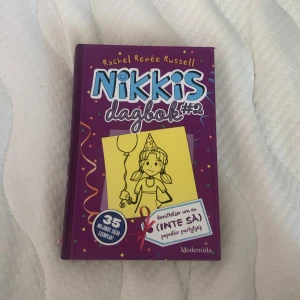 Rachel Renée Russell
NIKKIS
dagbok #2
35
MILJONER SÅLDA
EXEMPLAR!
Berättelser om en
(INTE SÅ)
populär partytjej
Modernista